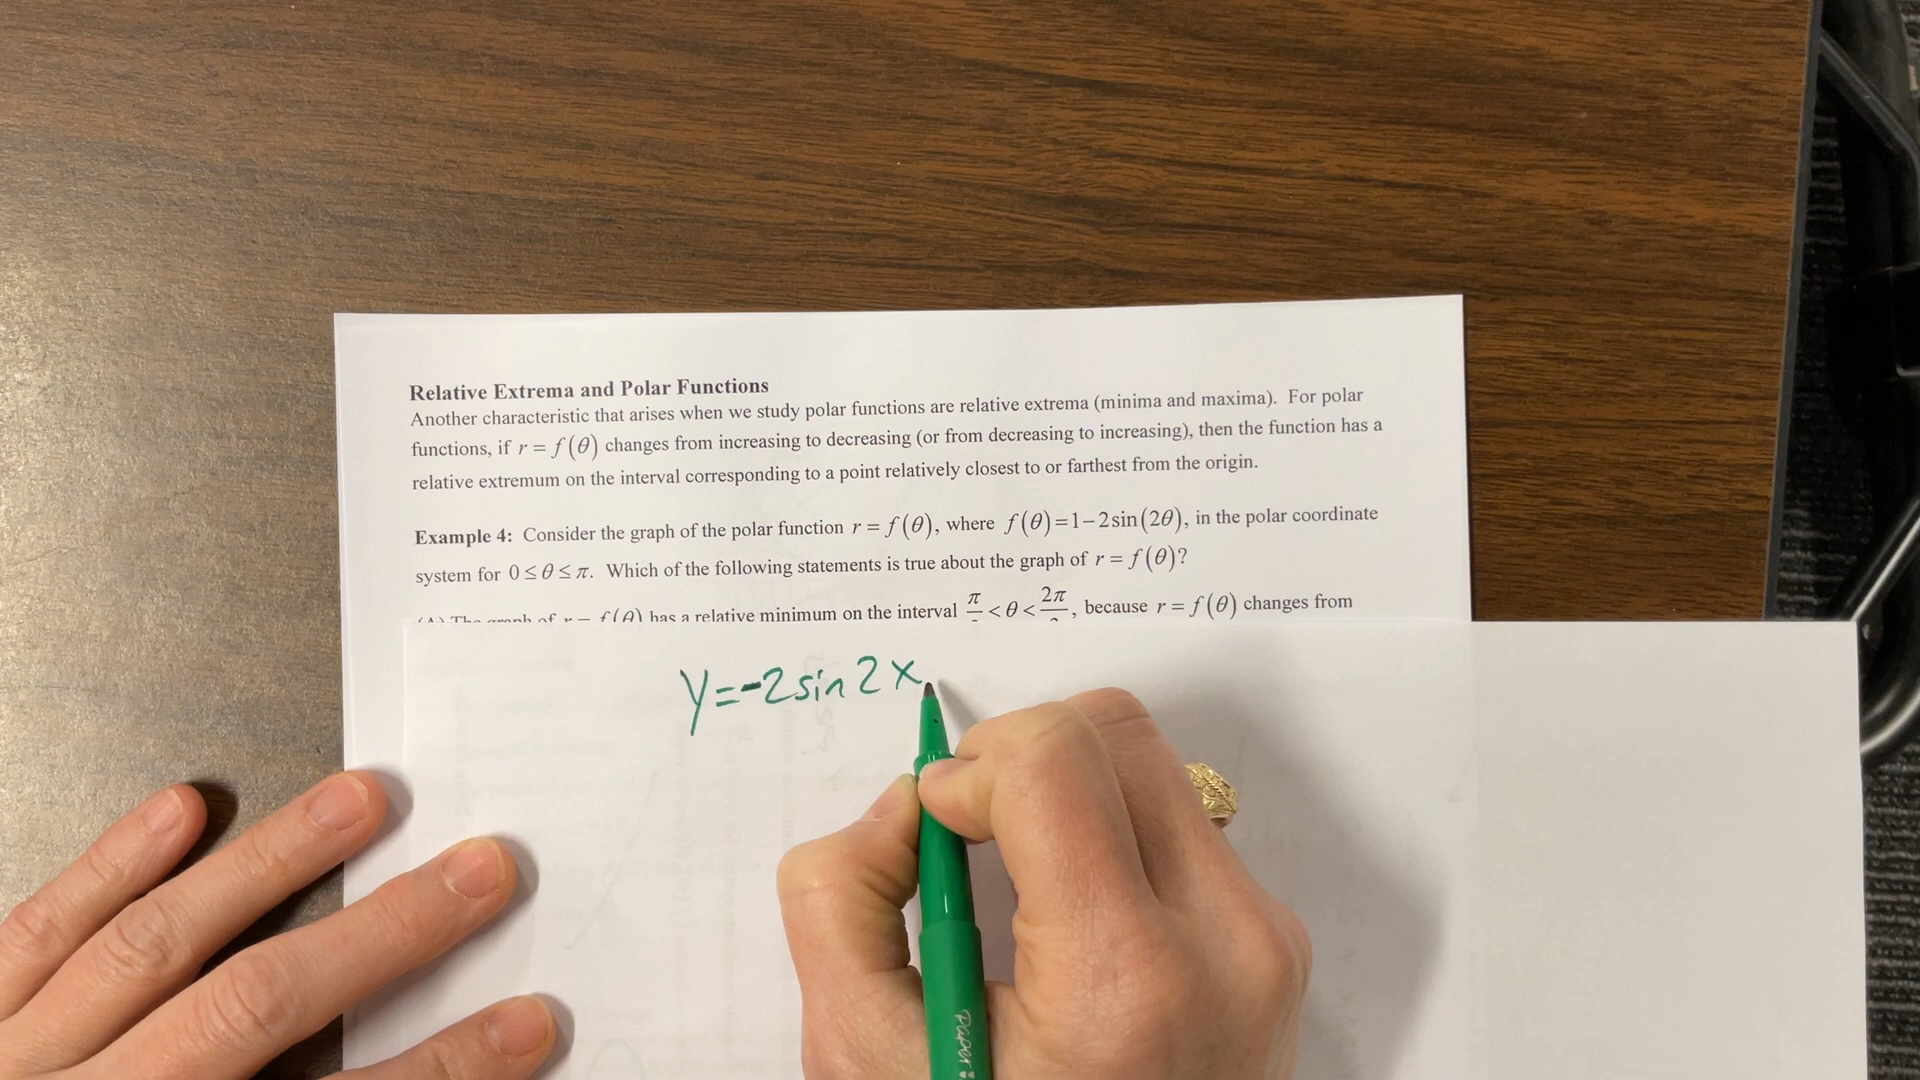 Relative Extrema and Polar Functions
Another characteristic that arises when we study polar functions are relative extrema (minima and maxima). For polar
functions, if r = f(θ) changes from increasing to decreasing (or from decreasing to increasing), then the function has a
relative extremum on the interval corresponding to a point relatively closest to or farthest from the origin.
Example 4: Consider the graph of the polar function r = f(θ), where f(θ)=1−2sin(2θ), in the polar coordinate
system for 0≤θ≤π. Which of the following statements is true about the graph of r = f(θ)?
(A) The graph of r = f(θ) has a relative minimum on the interval π < θ < 2π , because r = f(θ) changes from
y=-2sin2x
Paper